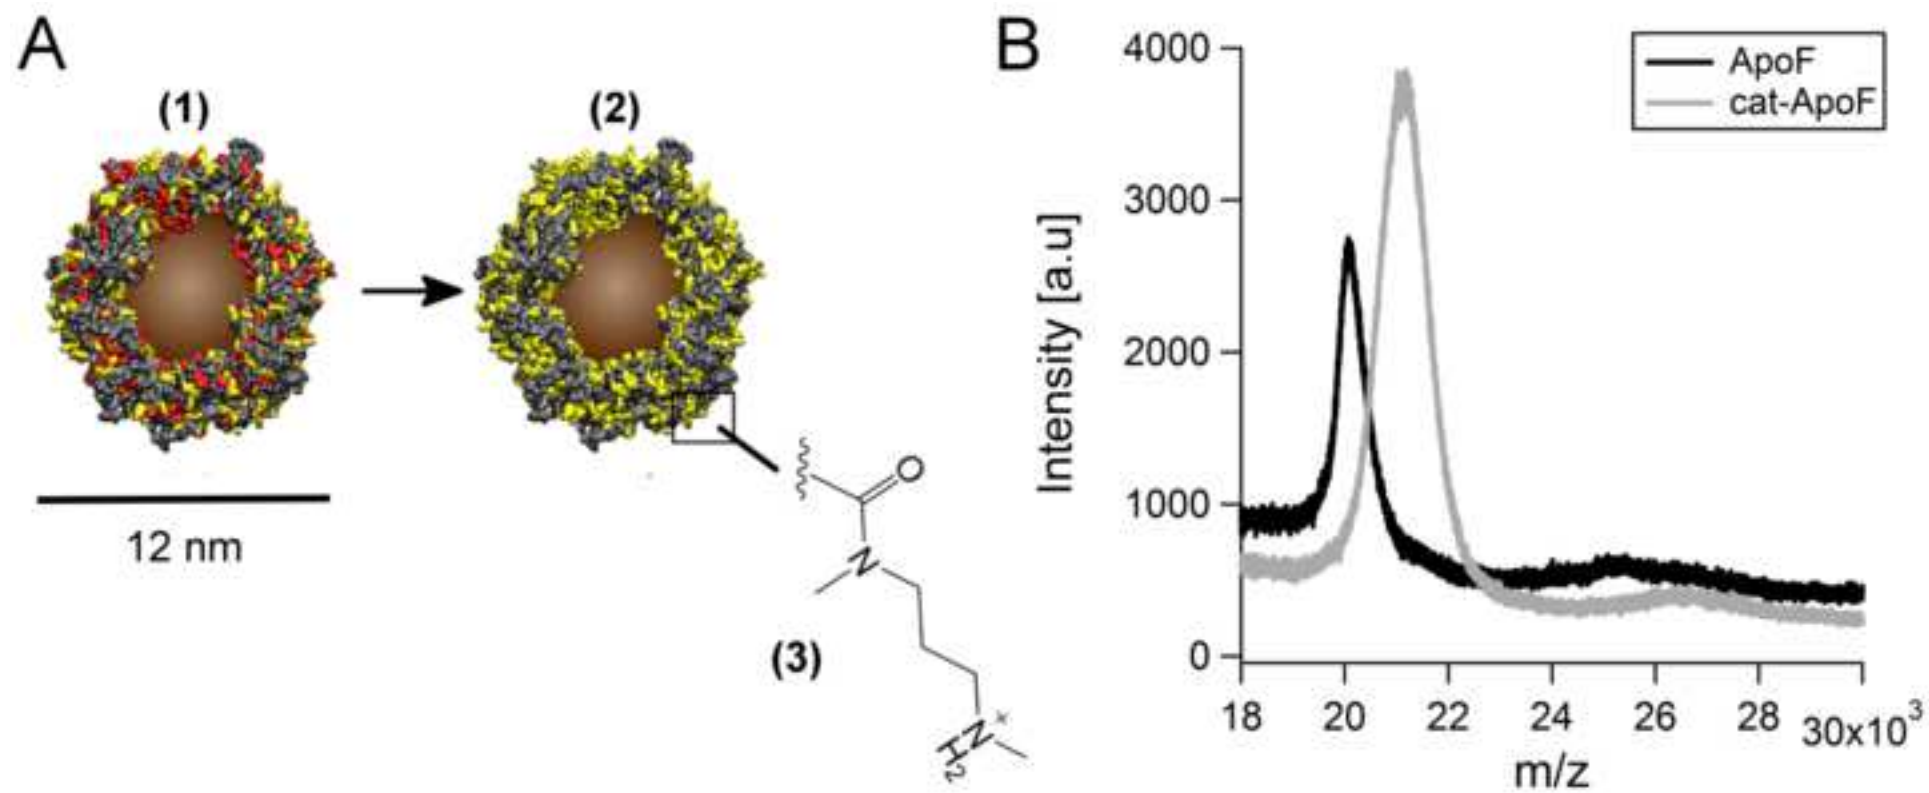 A
(1)
(2)
12 nm
O
N
(3)
N
+
H2
B
4000
3000
2000
1000
0
Intensity [a.u]
ApoF
cat-ApoF
18 20 22 24 26 28 30x10³
m/z